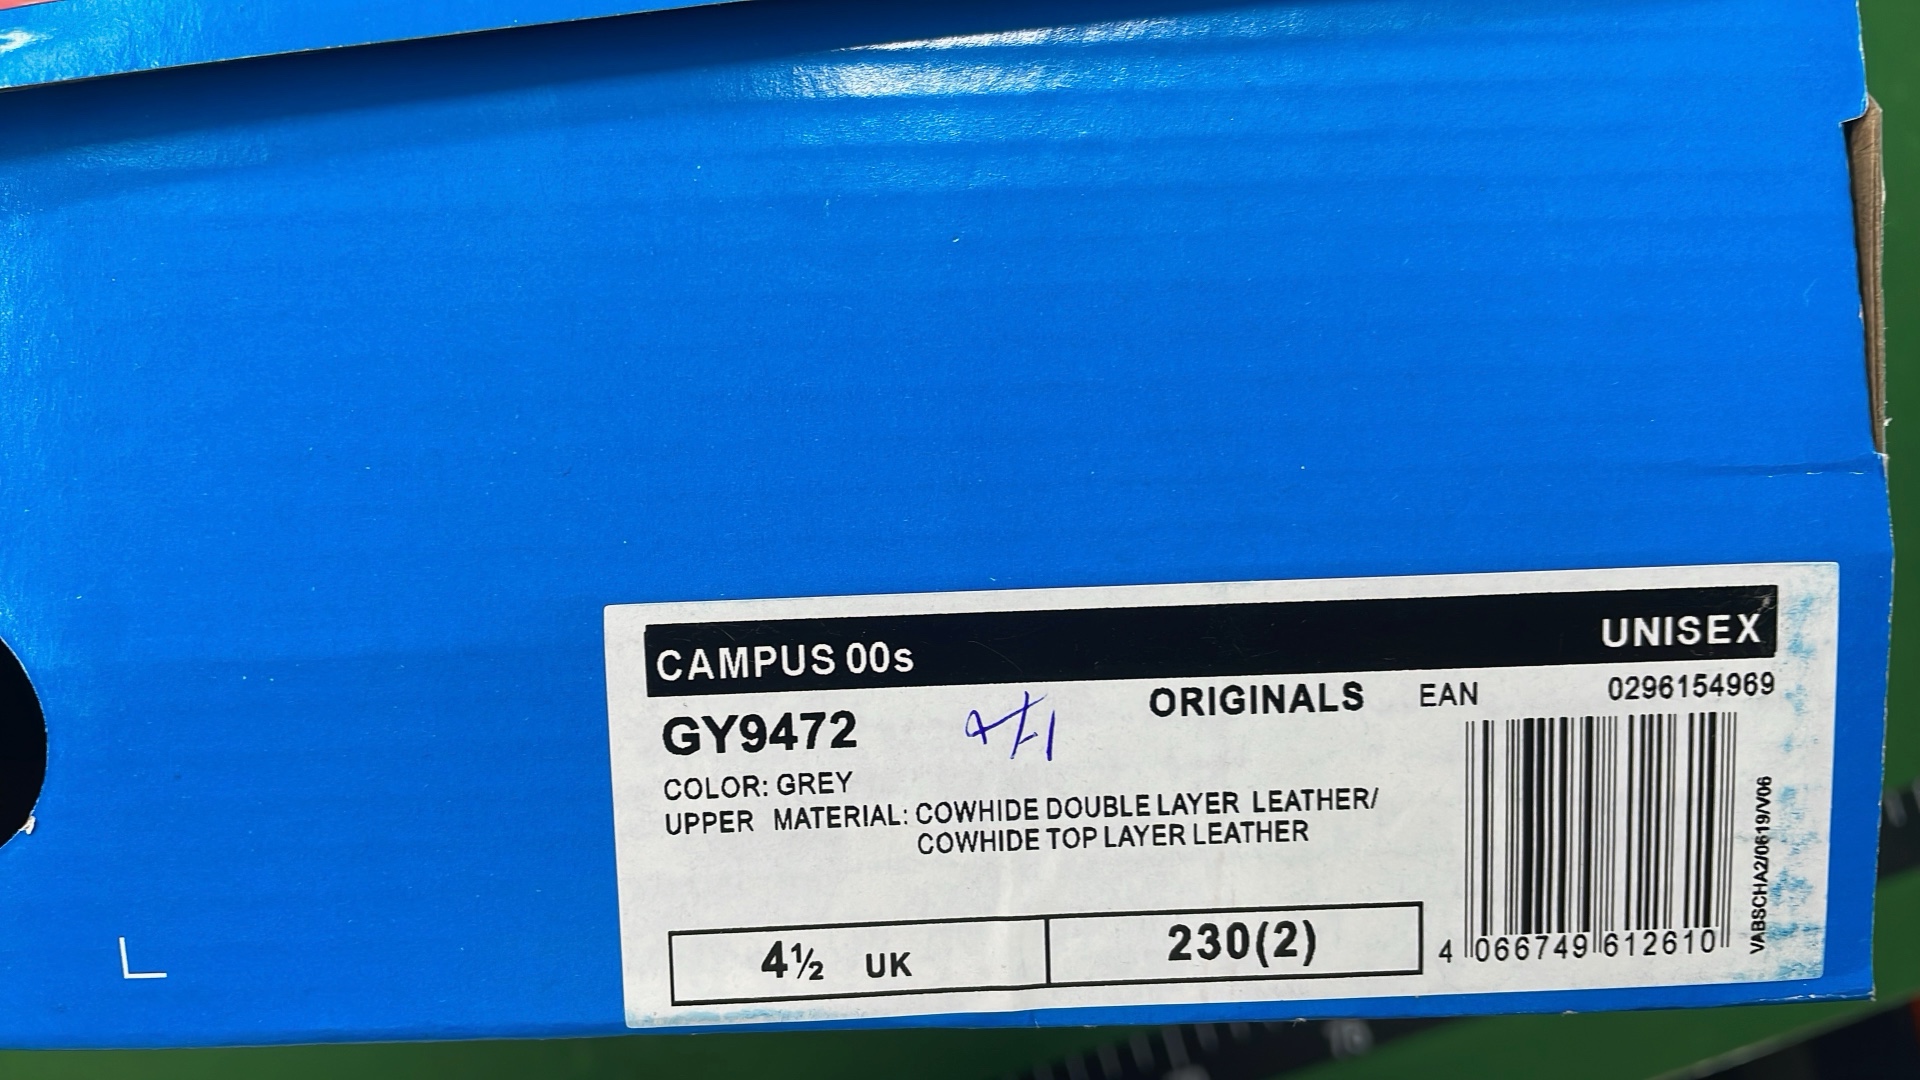 CAMPUS 00s UNISEX
GY9472 ORIGINALS EAN 0296154969
COLOR: GREY
UPPER MATERIAL: COWHIDE DOUBLE LAYER LEATHER/
COWHIDE TOP LAYER LEATHER
4½ UK 230(2)
4 066749 612610
VABSCHA2/0619/V06